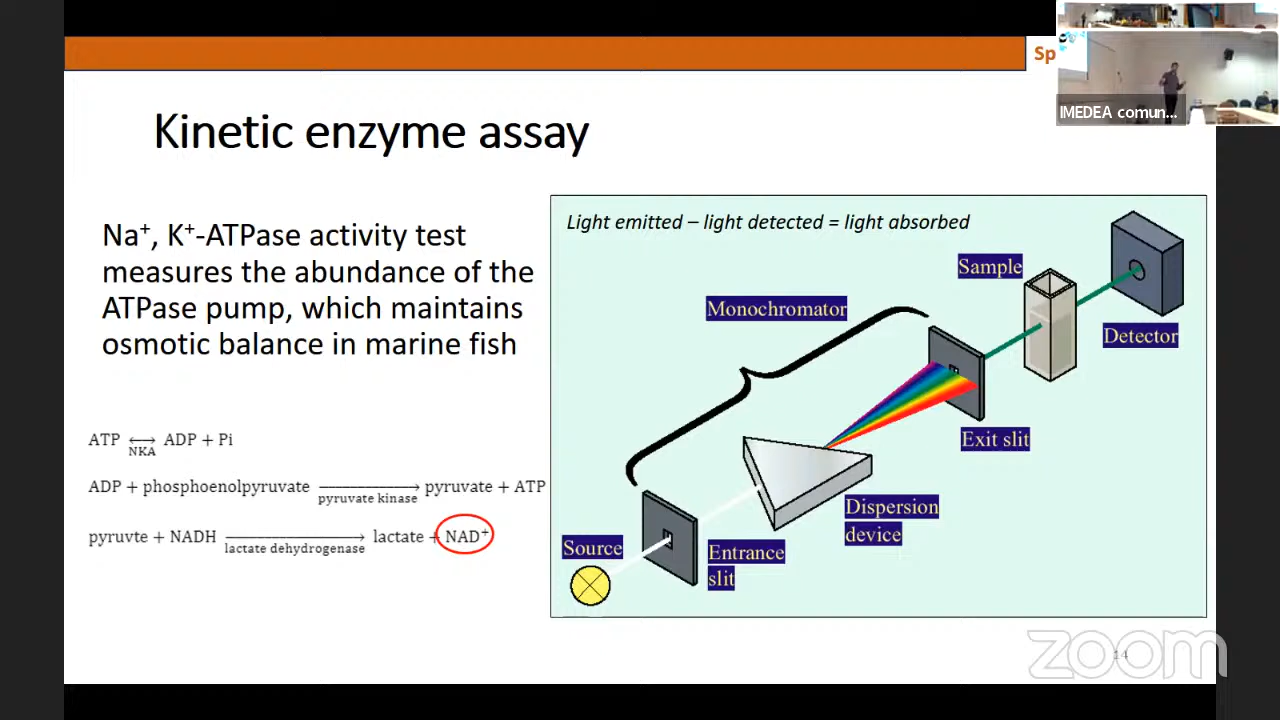 Sp
IMEDEA comun...
Kinetic enzyme assay
Na⁺, K⁺-ATPase activity test
measures the abundance of the
ATPase pump, which maintains
osmotic balance in marine fish
ATP ⟷ ADP + Pi
NKA
ADP + phosphoenolpyruvate ⟶ pyruvate + ATP
pyruvate kinase
pyruvte + NADH ⟶ lactate + NAD⁺
lactate dehydrogenase
Light emitted – light detected = light absorbed
Sample
Monochromator
Detector
Exit slit
Dispersion
device
Source
Entrance
slit
zoom
14